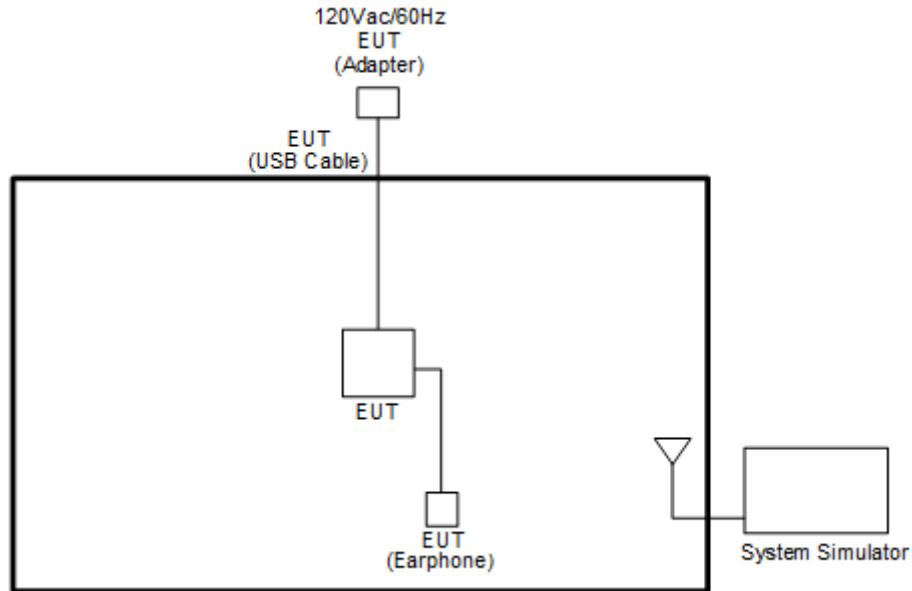 120Vac/60Hz
EUT
(Adapter)
EUT
(USB Cable)
EUT
EUT
(Earphone)
System Simulator